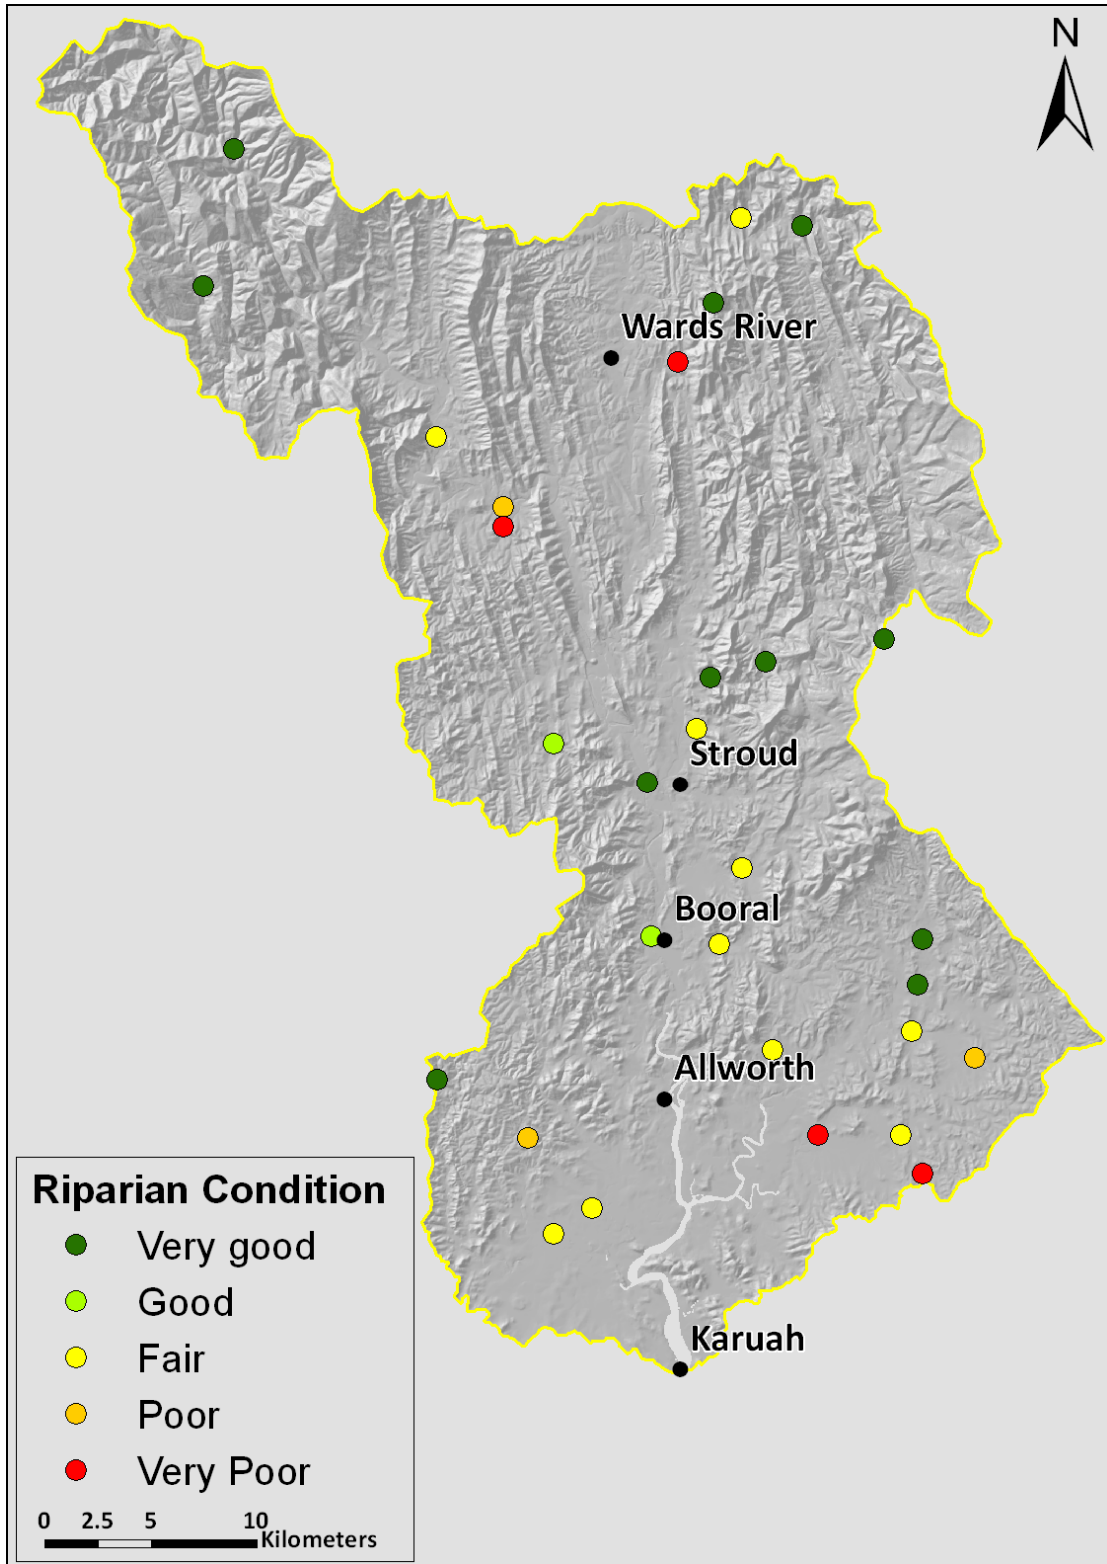 N
Wards River
Stroud
Booral
Allworth
Karuah
Riparian Condition
Very good
Good
Fair
Poor
Very Poor
0 2.5 5 10
Kilometers